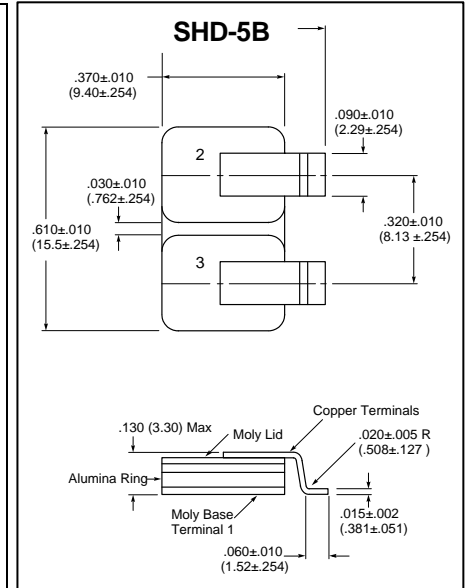 SHD-5B
.370±.010
(9.40±.254)
.090±.010
(2.29±.254)
2
.030±.010
(.762±.254)
.320±.010
(8.13 ±.254)
.610±.010
(15.5±.254)
3
Copper Terminals
.130 (3.30) Max
Moly Lid
.020±.005 R
(.508±.127 )
Alumina Ring
Moly Base
Terminal 1
.015±.002
(.381±.051)
.060±.010
(1.52±.254)